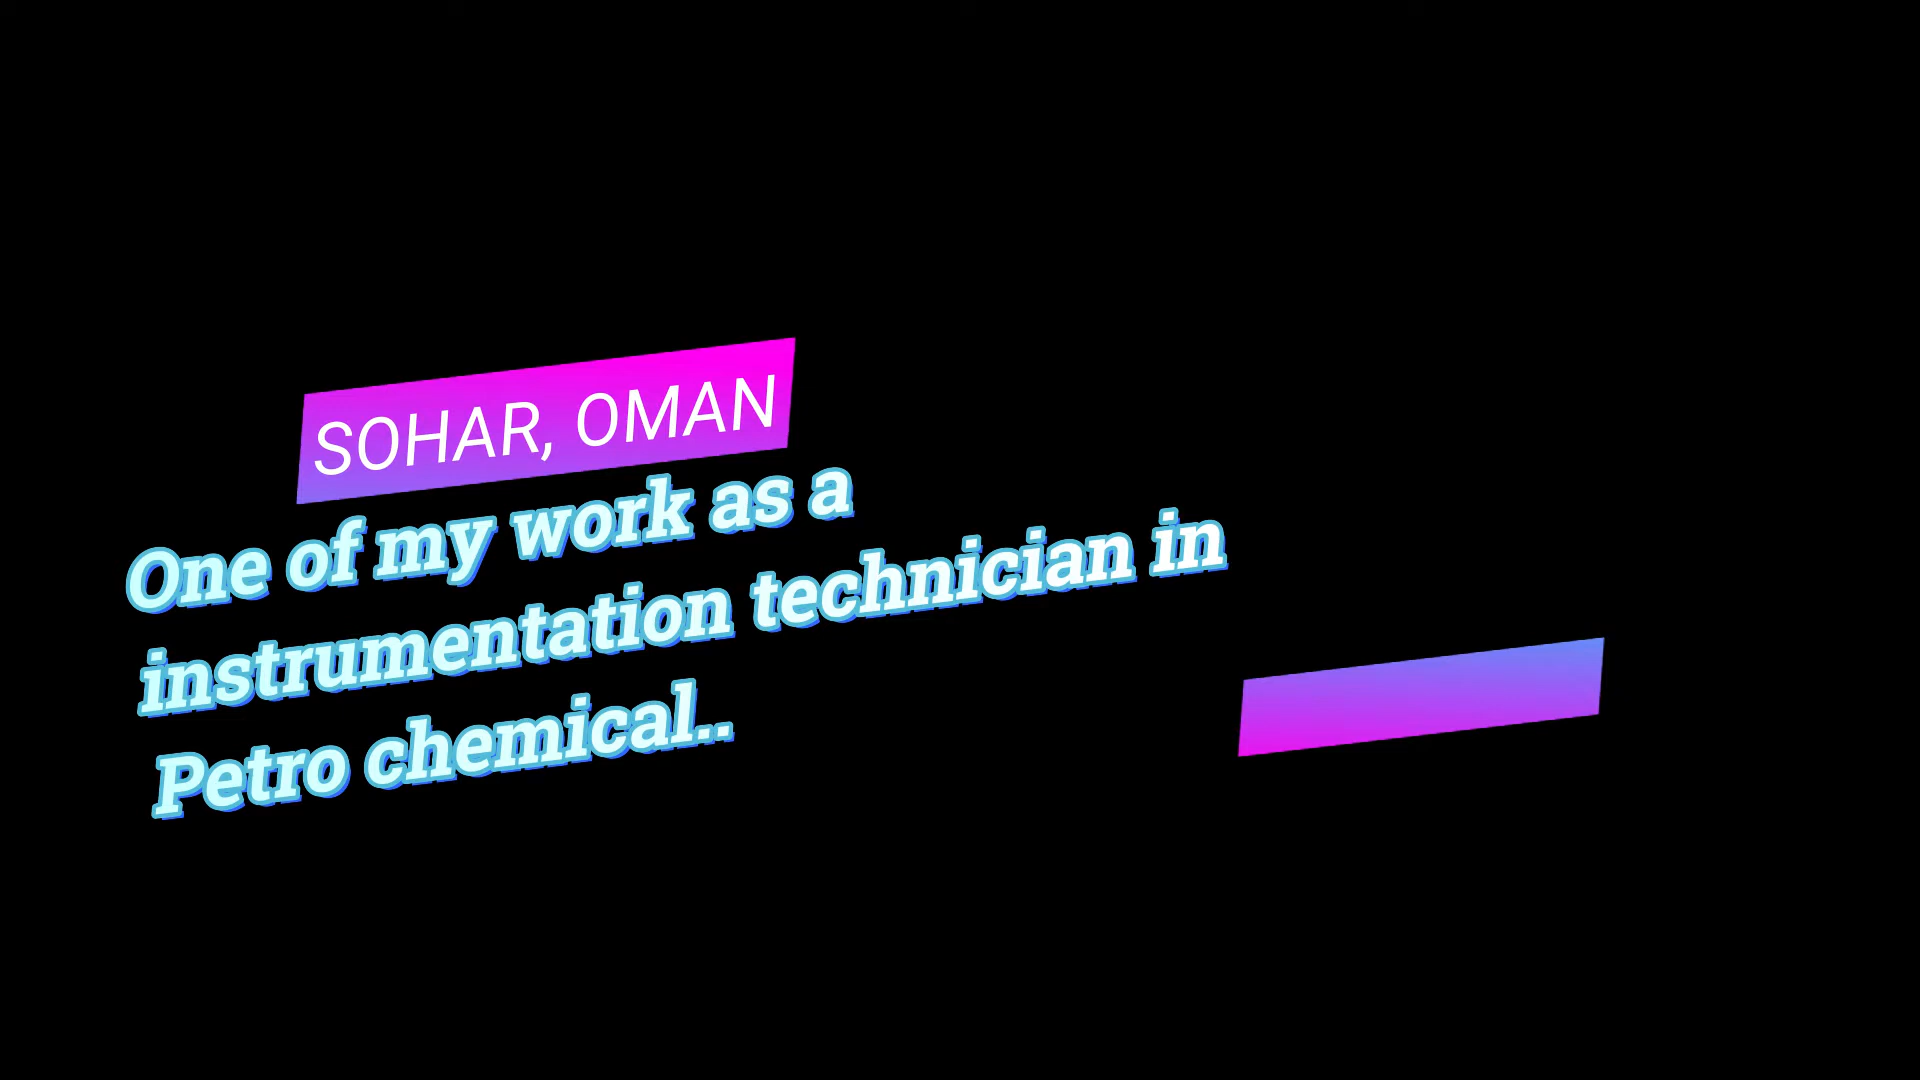 SOHAR, OMAN
One of my work as a
instrumentation technician in
Petro chemical..